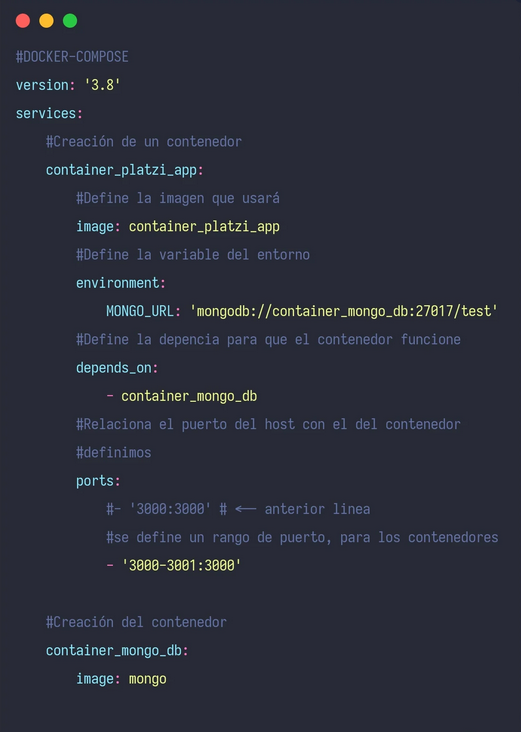 #DOCKER-COMPOSE
version: '3.8'
services:
    #Creación de un contenedor
    container_platzi_app:
        #Define la imagen que usará
        image: container_platzi_app
        #Define la variable del entorno
        environment:
            MONGO_URL: 'mongodb://container_mongo_db:27017/test'
        #Define la depencia para que el contenedor funcione
        depends_on:
            - container_mongo_db
        #Relaciona el puerto del host con el del contenedor
        #definimos
        ports:
            #- '3000:3000' # <-- anterior linea
            #se define un rango de puerto, para los contenedores
            - '3000-3001:3000'

    #Creación del contenedor
    container_mongo_db:
        image: mongo